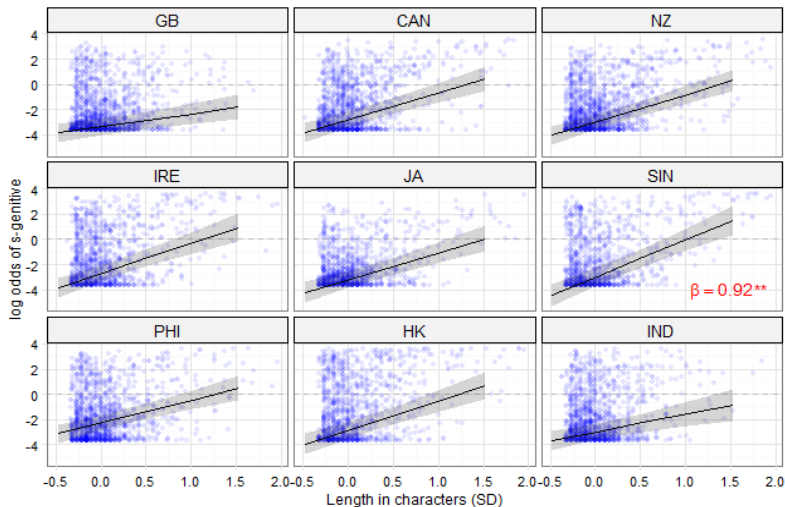 GB CAN NZ
4
2
0
-2
-4
IRE JA SIN
4
2
0
-2
-4
β = 0.92**
PHI HK IND
4
2
0
-2
-4
-0.5 0.0 0.5 1.0 1.5 2.0 -0.5 0.0 0.5 1.0 1.5 2.0 -0.5 0.0 0.5 1.0 1.5 2.0
Length in characters (SD)
log odds of s-genitive